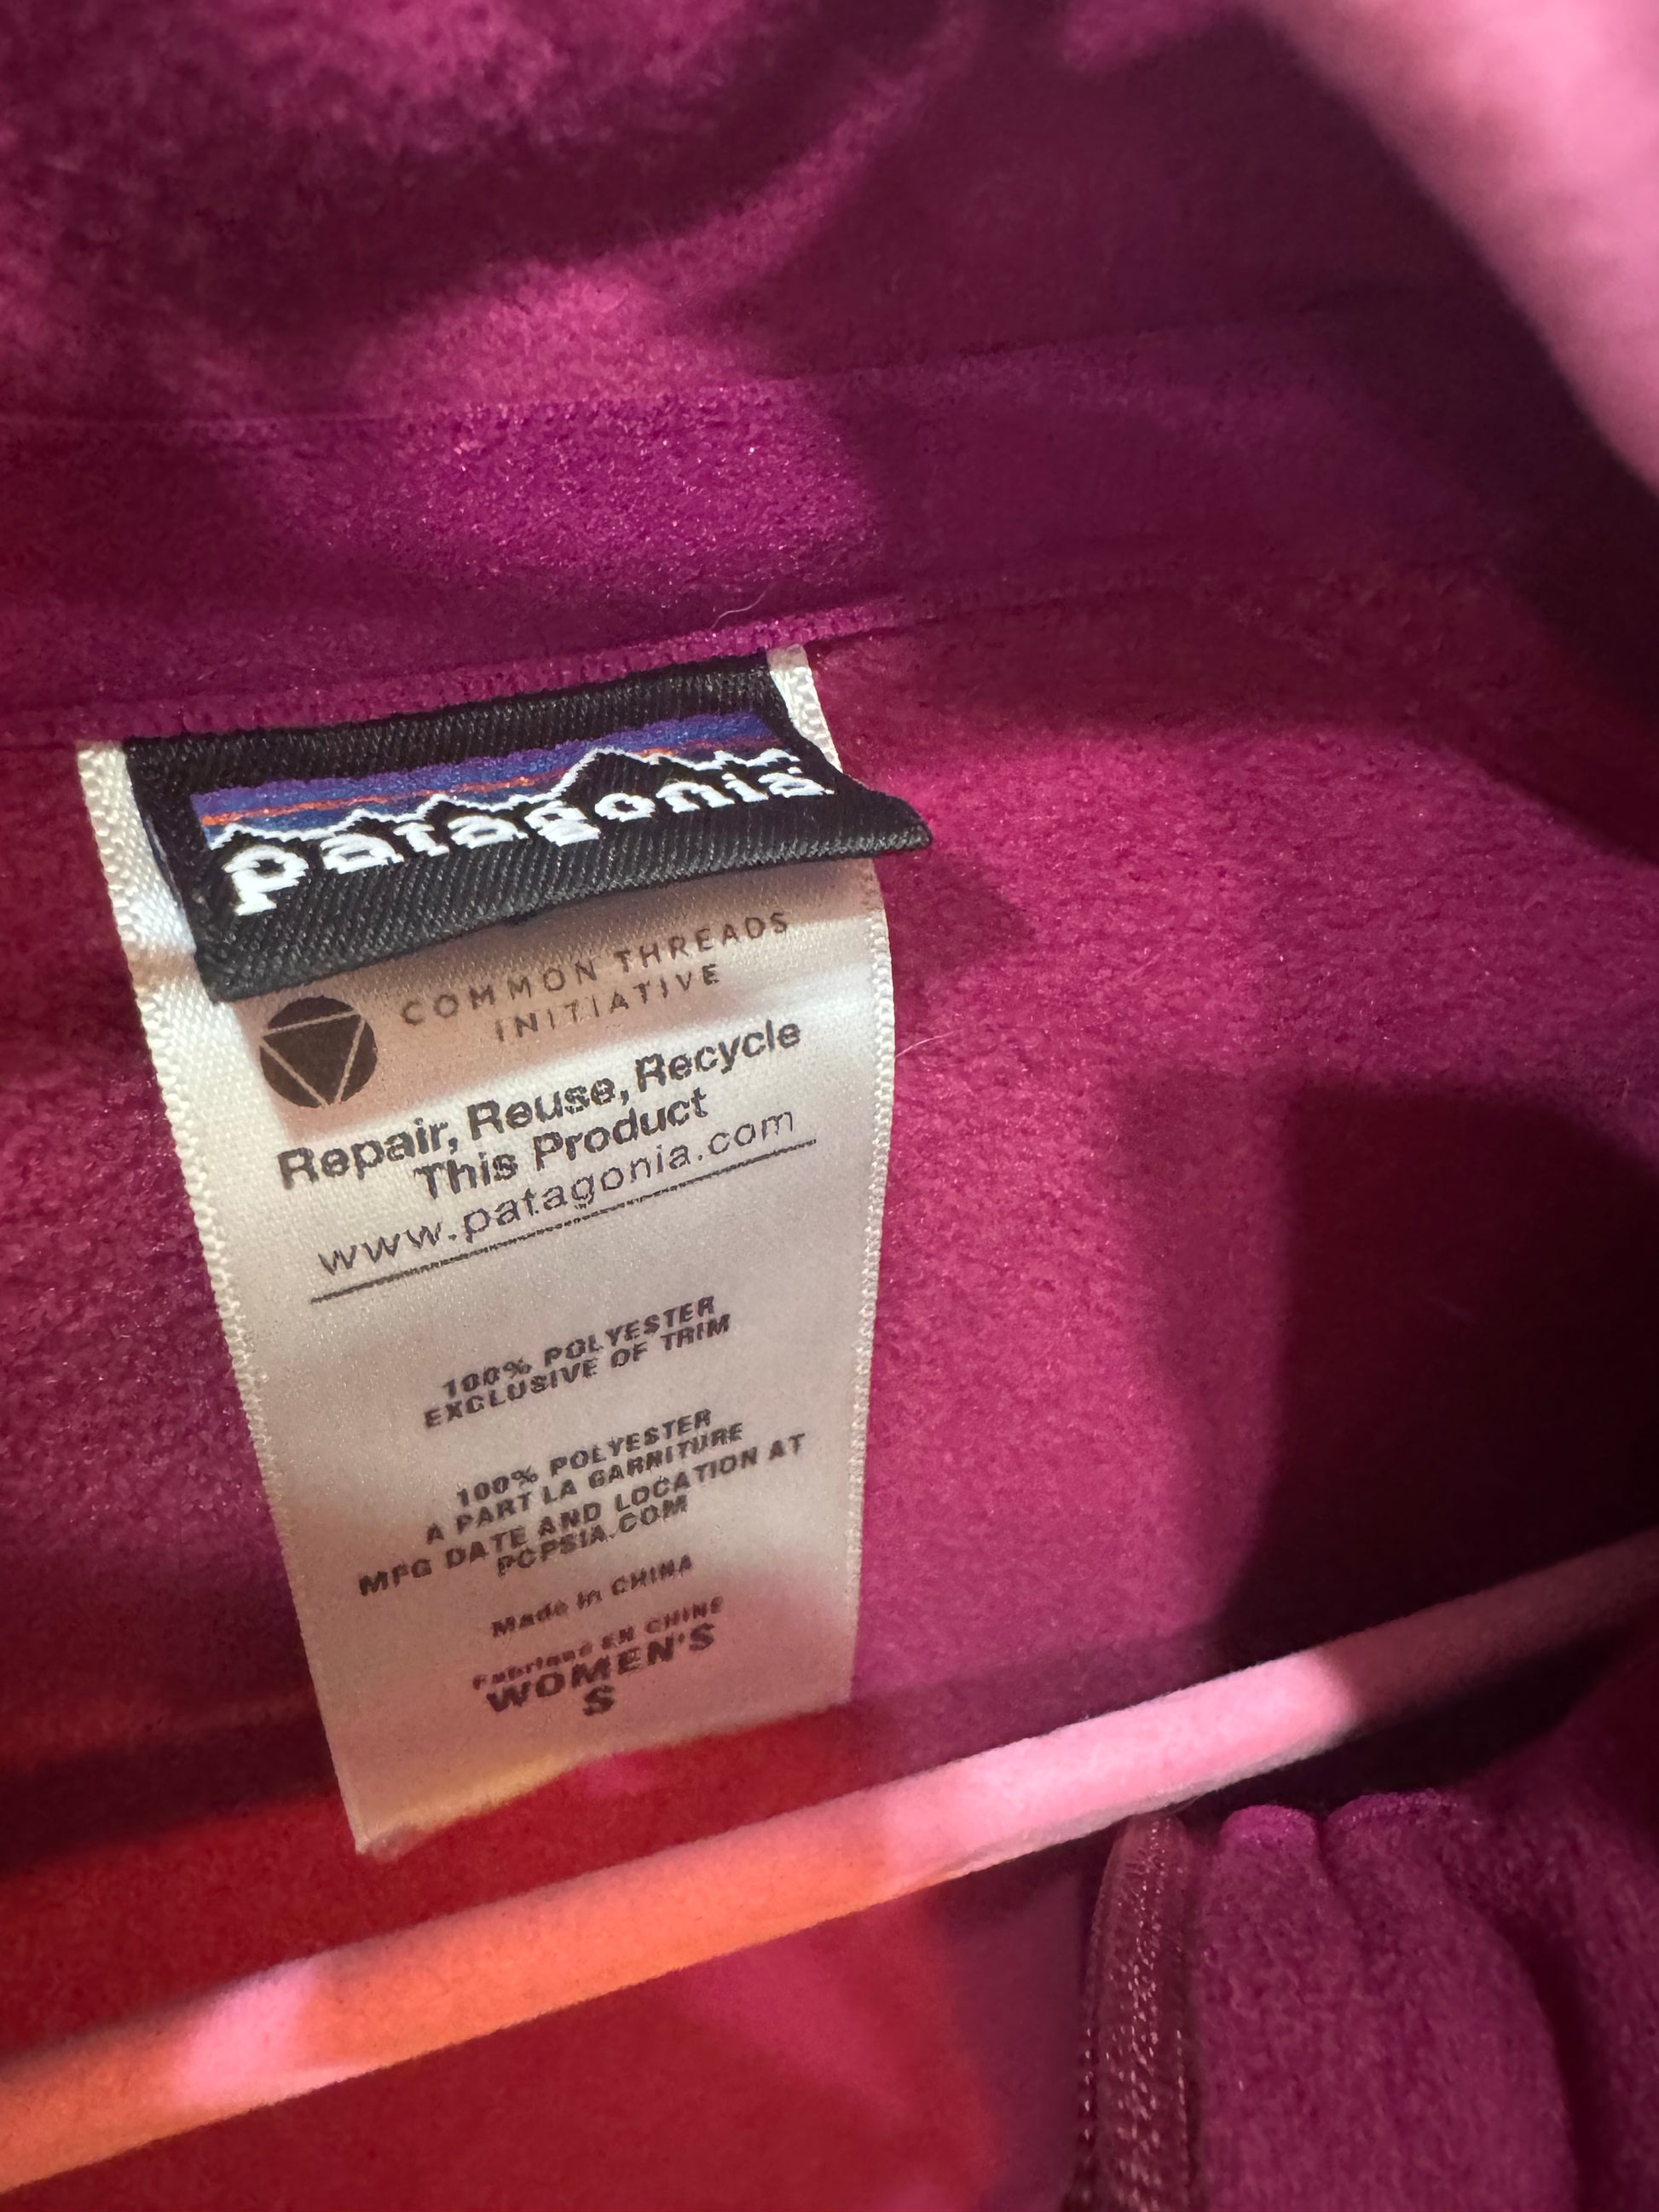 patagonia
COMMON THREADS
INITIATIVE
Repair, Reuse, Recycle
This Product
www.patagonia.com
100% POLYESTER
EXCLUSIVE OF TRIM
100% POLYESTER
A PART LA GARNITURE
MFG DATE AND LOCATION AT
PCPSIA.COM
Made in CHINA
Fabriqué EN CHINE
WOMEN'S
S